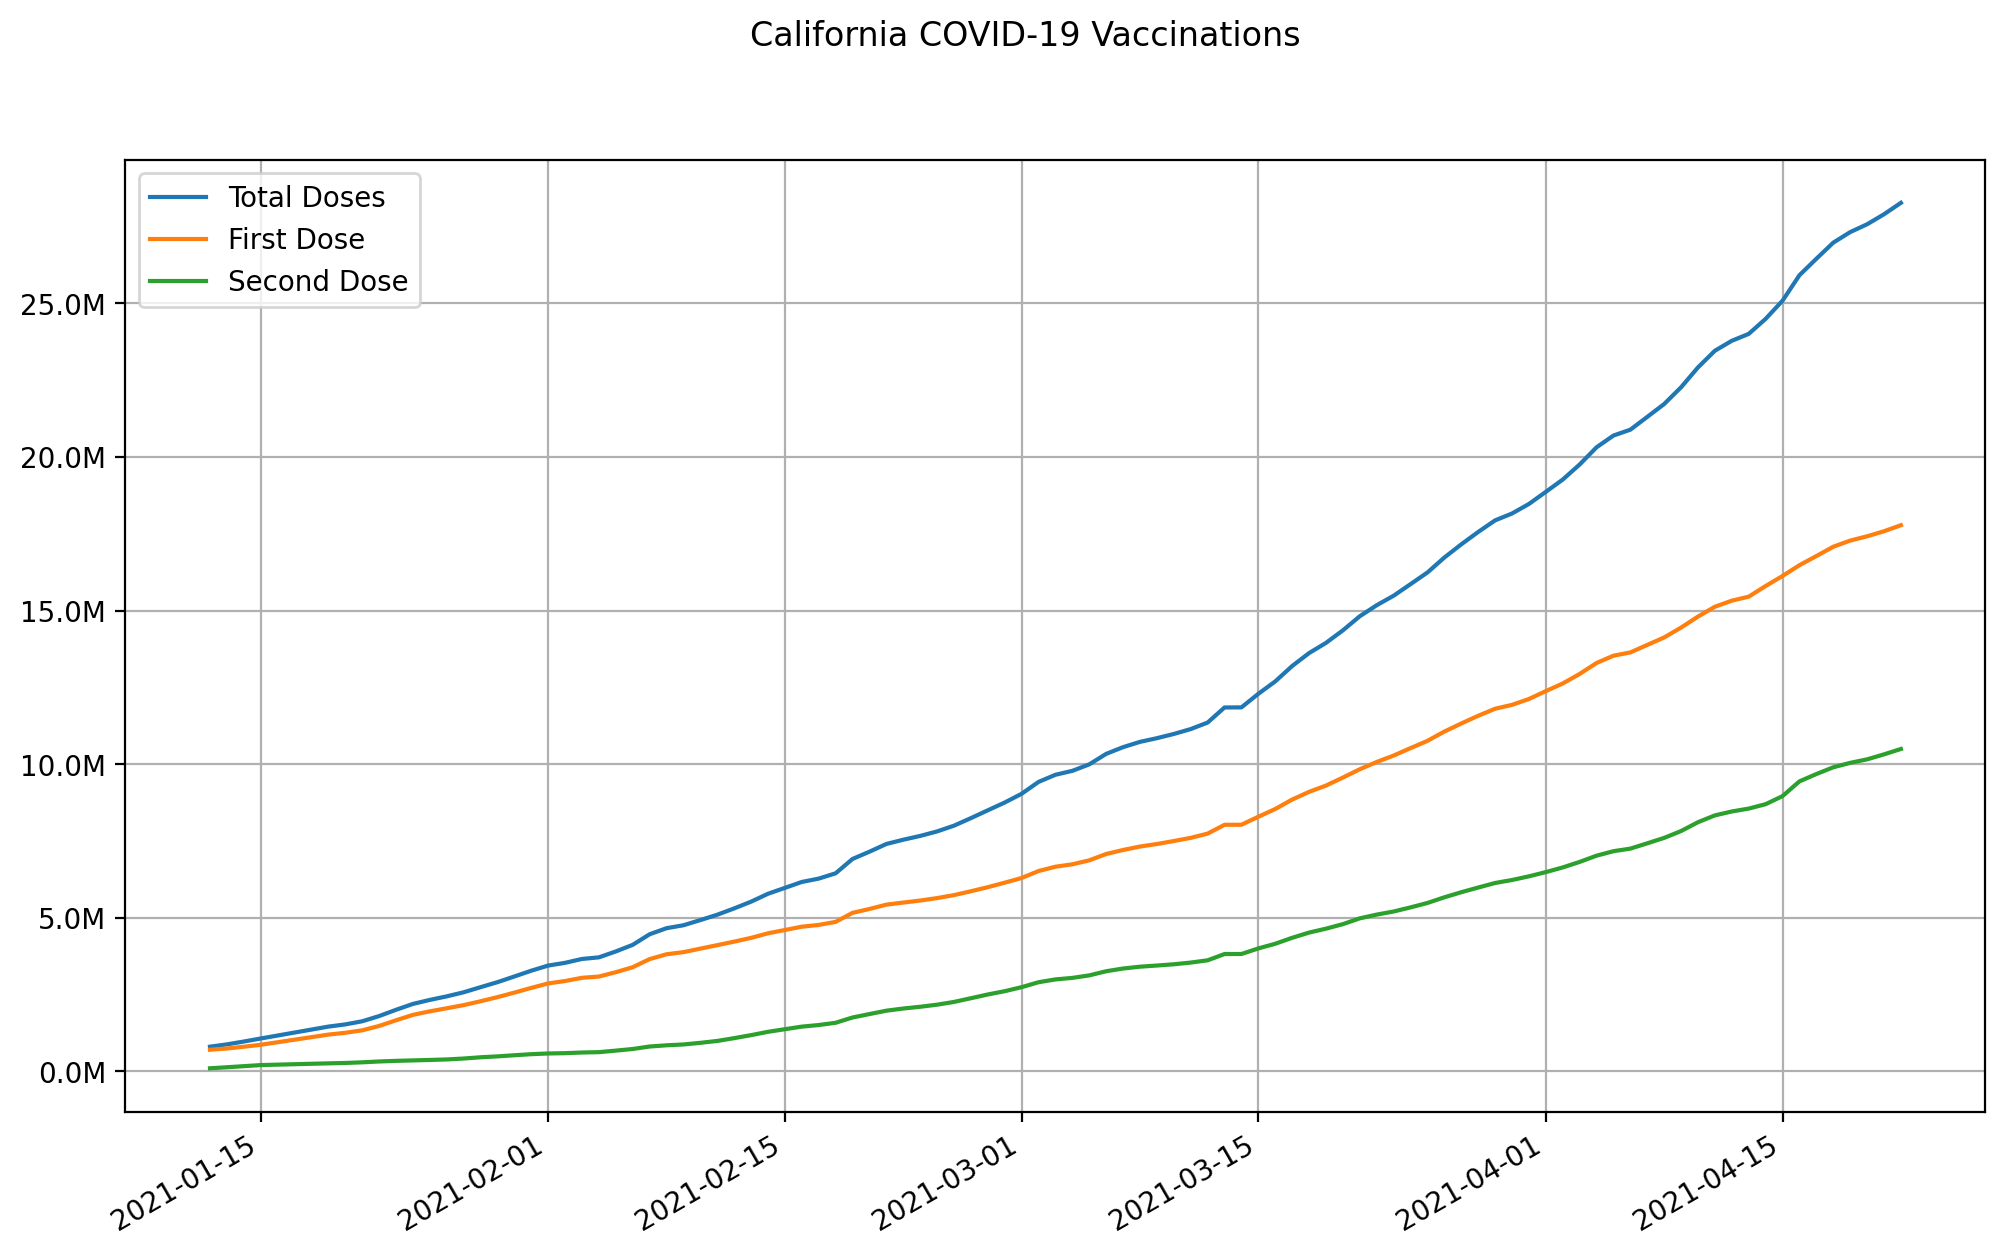 California COVID-19 Vaccinations
Total Doses
First Dose
Second Dose
25.0M
20.0M
15.0M
10.0M
5.0M
0.0M
2021-01-15
2021-02-01
2021-02-15
2021-03-01
2021-03-15
2021-04-01
2021-04-15